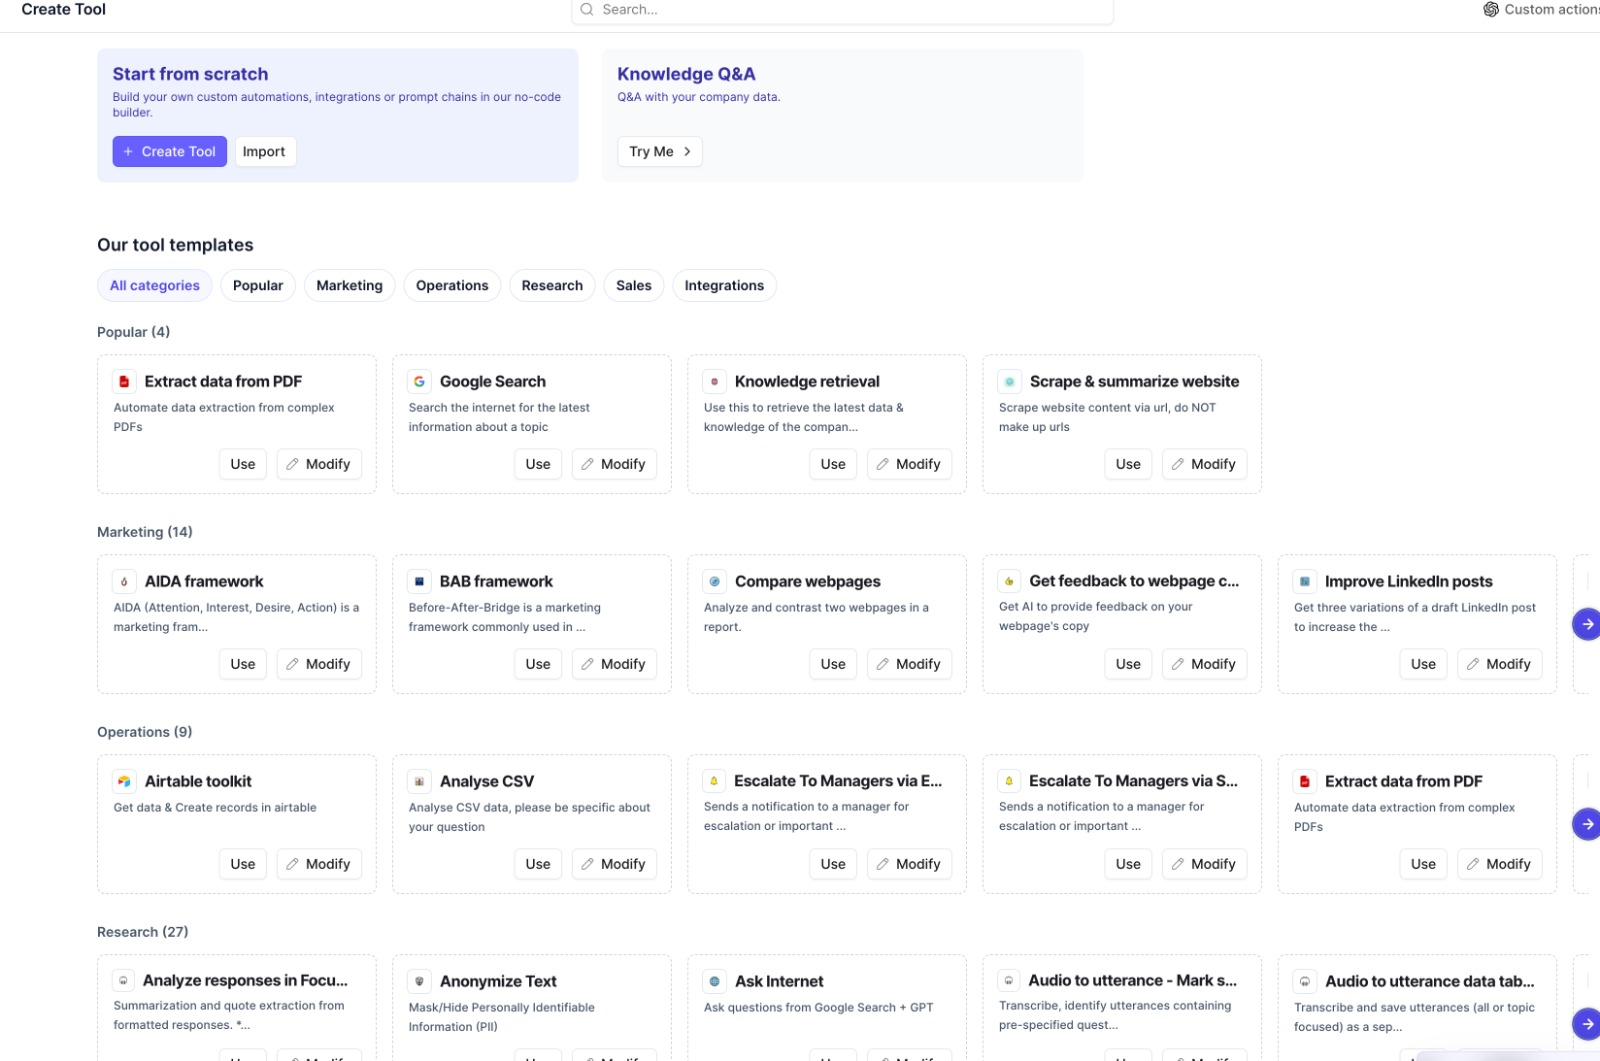 Create Tool
Search...
Custom actions
Start from scratch
Build your own custom automations, integrations or prompt chains in our no-code
builder.
+ Create Tool
Import
Knowledge Q&A
Q&A with your company data.
Try Me
Our tool templates
All categories
Popular
Marketing
Operations
Research
Sales
Integrations
Popular (4)
Extract data from PDF
Automate data extraction from complex
PDFs
Use
Modify
Google Search
Search the internet for the latest
information about a topic
Use
Modify
Knowledge retrieval
Use this to retrieve the latest data &
knowledge of the compan...
Use
Modify
Scrape & summarize website
Scrape website content via url, do NOT
make up urls
Use
Modify
Marketing (14)
AIDA framework
AIDA (Attention, Interest, Desire, Action) is a
marketing fram...
Use
Modify
BAB framework
Before-After-Bridge is a marketing
framework commonly used in ...
Use
Modify
Compare webpages
Analyze and contrast two webpages in a
report.
Use
Modify
Get feedback to webpage c...
Get AI to provide feedback on your
webpage's copy
Use
Modify
Improve LinkedIn posts
Get three variations of a draft LinkedIn post
to increase the ...
Use
Modify
Operations (9)
Airtable toolkit
Get data & Create records in airtable
Use
Modify
Analyse CSV
Analyse CSV data, please be specific about
your question
Use
Modify
Escalate To Managers via E...
Sends a notification to a manager for
escalation or important ...
Use
Modify
Escalate To Managers via S...
Sends a notification to a manager for
escalation or important ...
Use
Modify
Extract data from PDF
Automate data extraction from complex
PDFs
Use
Modify
Research (27)
Analyze responses in Focu...
Summarization and quote extraction from
formatted responses. *...
Anonymize Text
Mask/Hide Personally Identifiable
Information (PII)
Ask Internet
Ask questions from Google Search + GPT
Audio to utterance - Mark s...
Transcribe, identify utterances containing
pre-specified quest...
Audio to utterance data tab...
Transcribe and save utterances (all or topic
focused) as a sep...